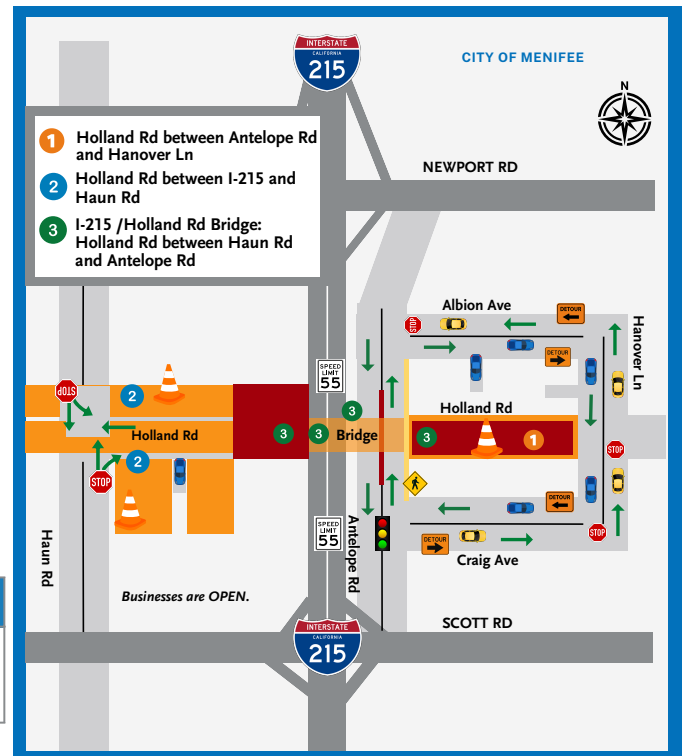 INTERSTATE
CALIFORNIA
215
CITY OF MENIFEE
N
1 Holland Rd between Antelope Rd
and Hanover Ln
2 Holland Rd between I-215 and
Haun Rd
3 I-215 /Holland Rd Bridge:
Holland Rd between Haun Rd
and Antelope Rd
NEWPORT RD
Albion Ave
DETOUR
STOP
DETOUR
Hanover Ln
SPEED
LIMIT
55
STOP
2
3
Holland Rd
Holland Rd
3
3
Bridge
3
1
STOP
2
STOP
DETOUR
SPEED
LIMIT
55
Antelope Rd
STOP
DETOUR
Craig Ave
Haun Rd
Businesses are OPEN.
SCOTT RD
INTERSTATE
CALIFORNIA
215